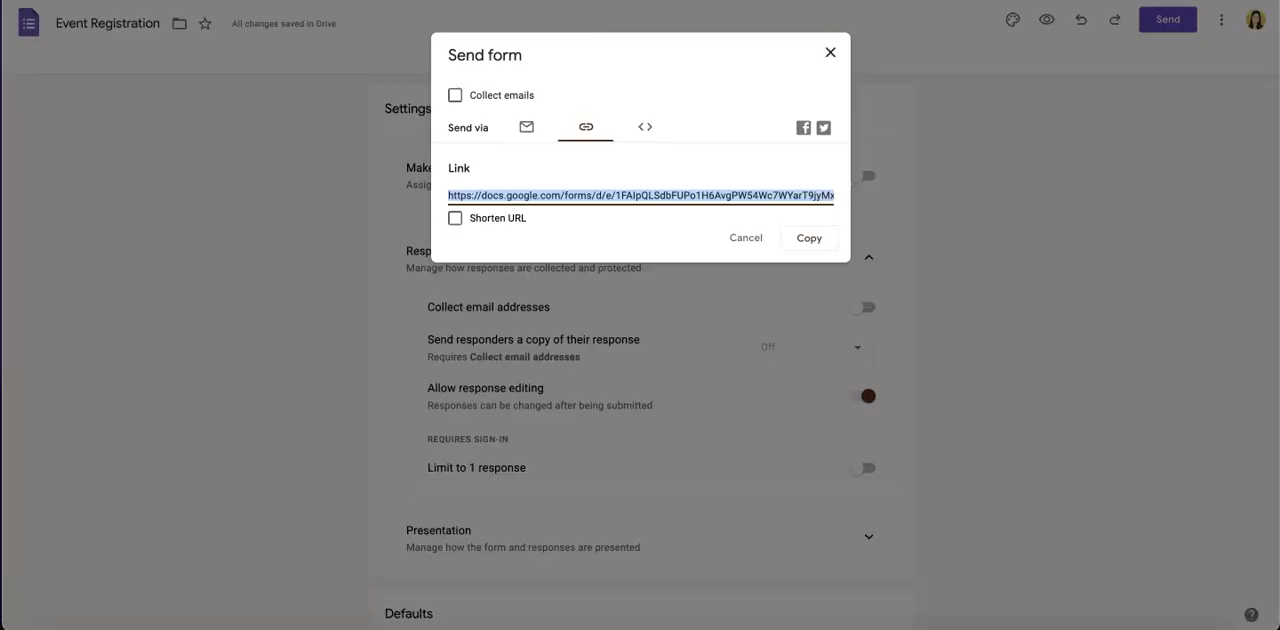 Event Registration
All changes saved in Drive
Send
Send form
Collect emails
Send via
Link
https://docs.google.com/forms/d/e/1FAIpQLSdbFUPo1H6AvgPW54Wc7WYarT9jyMx
Shorten URL
Cancel
Copy
Settings
Make
Assig
Resp
Manage how responses are collected and protected
Collect email addresses
Send responders a copy of their response
Requires Collect email addresses
Off
Allow response editing
Responses can be changed after being submitted
REQUIRES SIGN-IN
Limit to 1 response
Presentation
Manage how the form and responses are presented
Defaults